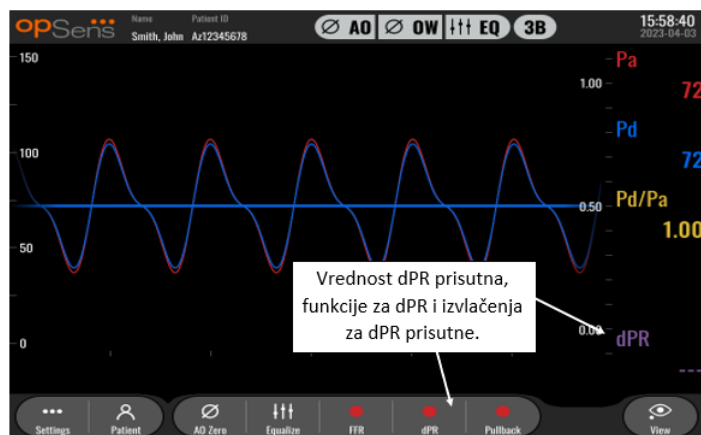 opSens
Name Patient ID
Smith, John Az12345678
AO OW EQ 3B
15:58:40
2023-04-03
150
100
50
0
1.00
0.50
0.00
Pa
72
Pd
72
Pd/Pa
1.00
dPR
---
Vrednost dPR prisutna,
funkcije za dPR i izvlačenja
za dPR prisutne.
Settings Patient AO Zero Equalize FFR dPR Pullback View